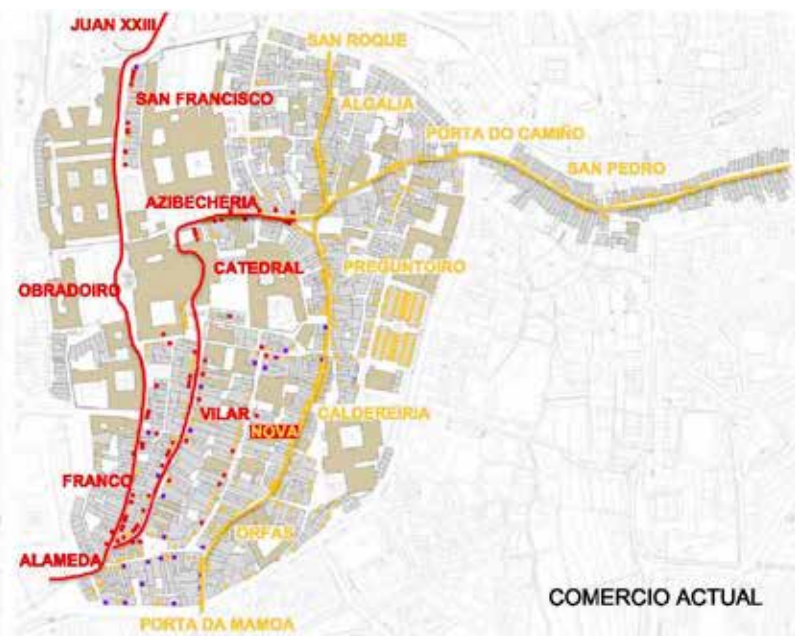 JUAN XXIII
SAN ROQUE
SAN FRANCISCO
ALGALIA
PORTA DO CAMIÑO
SAN PEDRO
AZIBECHERIA
CATEDRAL
PREGUNTOIRO
OBRADOIRO
VILAR
CALDEREIRIA
NOVA
FRANCO
ORFAS
ALAMEDA
COMERCIO ACTUAL
PORTA DA MAMOA